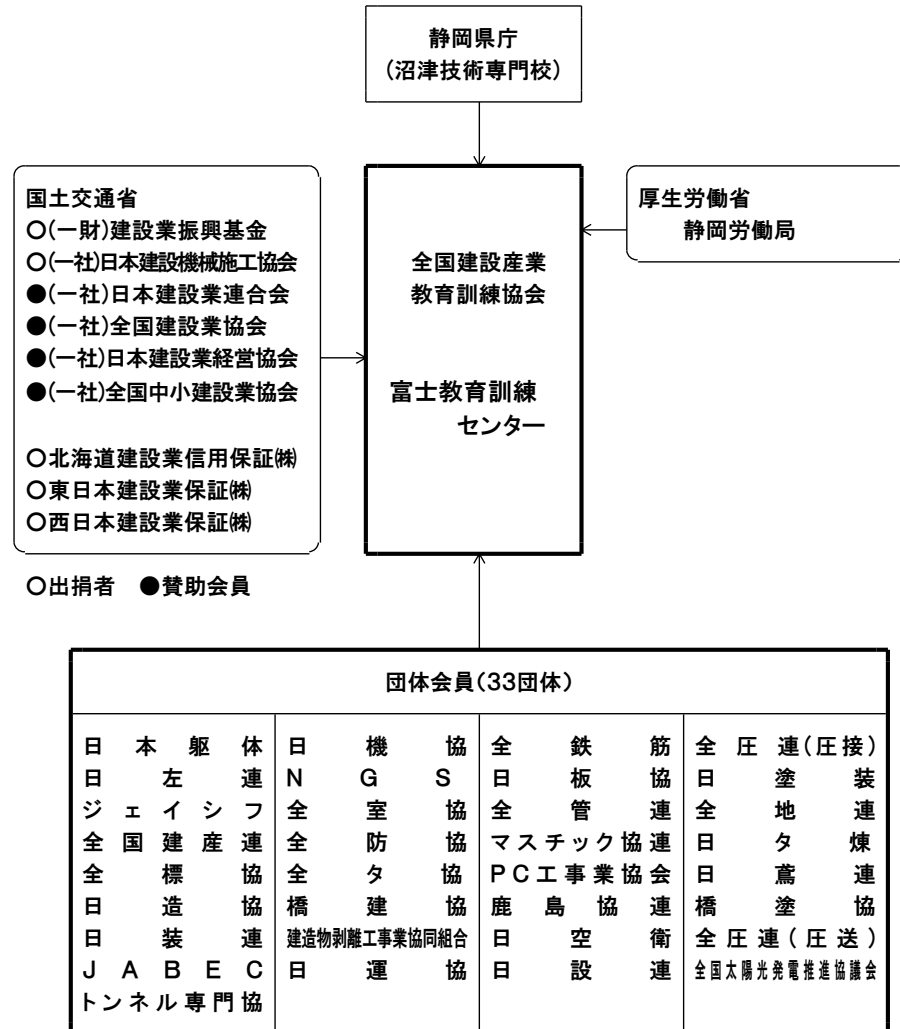 静岡県庁
(沼津技術専門校)
国土交通省
○(一財)建設業振興基金
○(一社)日本建設機械施工協会
●(一社)日本建設業連合会
●(一社)全国建設業協会
●(一社)日本建設業経営協会
●(一社)全国中小建設業協会
○北海道建設業信用保証㈱
○東日本建設業保証㈱
○西日本建設業保証㈱
○出捐者 ●賛助会員
全国建設産業
教育訓練協会
富士教育訓練
センター
厚生労働省
静岡労働局
団体会員(33団体)
日本躯体
日左連
ジェイシフ
全国建産連
全標協
日造協
日装連
JABEC
トンネル専門協
日機協
NGS
全室協
全防協
全タ協
橋建協
建造物剥離工事業協同組合
日運協
全鉄筋
日板協
全管連
マスチック協連
PC工事業協会
鹿島協連
日空衛
日設連
全圧連(圧接)
日塗装
全地連
日タ煉
日鳶連
橋塗協
全圧連(圧送)
全国太陽光発電推進協議会